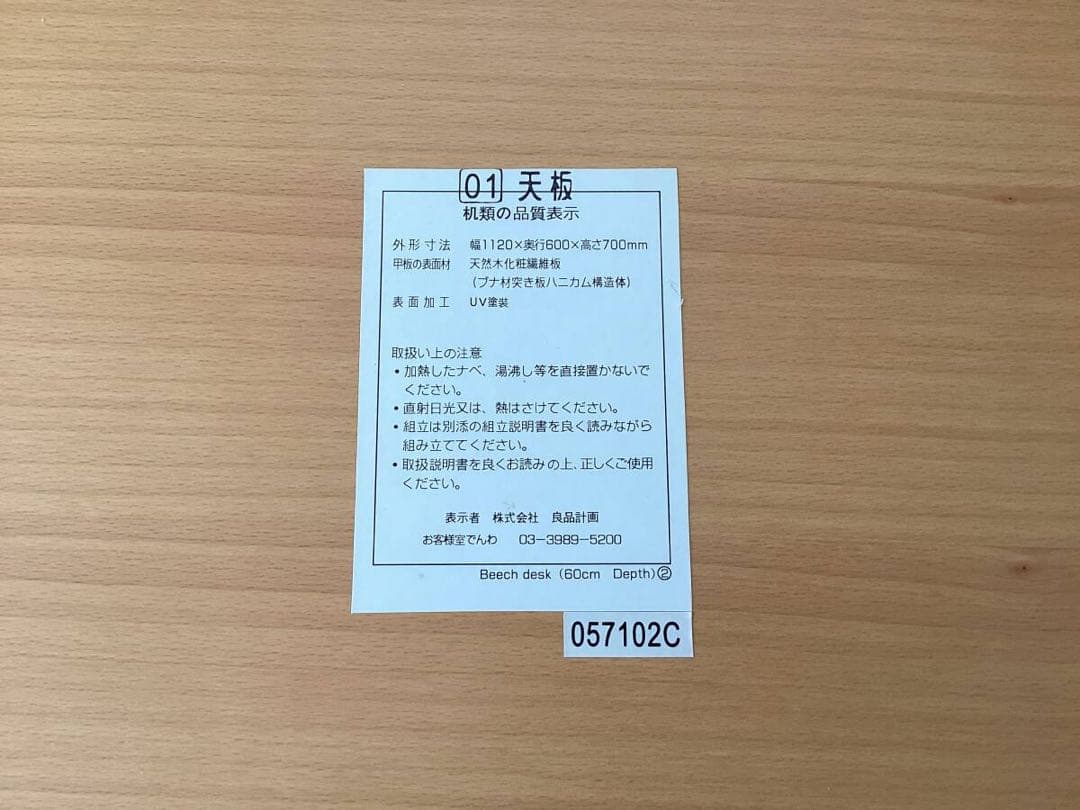 01 天板
机類の品質表示
外形寸法 幅1120×奥行600×高さ700mm
甲板の表面材 天然木化粧繊維板
(ブナ材突き板ハニカム構造体)
表面加工 UV塗装
取扱い上の注意
•加熱したナベ、湯沸し等を直接置かないで
ください。
•直射日光又は、熱はさけてください。
•組立は別添の組立説明書を良く読みながら
組み立ててください。
•取扱説明書を良くお読みの上、正しくご使用
ください。
表示者 株式会社 良品計画
お客様室でんわ 03-3989-5200
Beech desk (60cm Depth)②
057102C